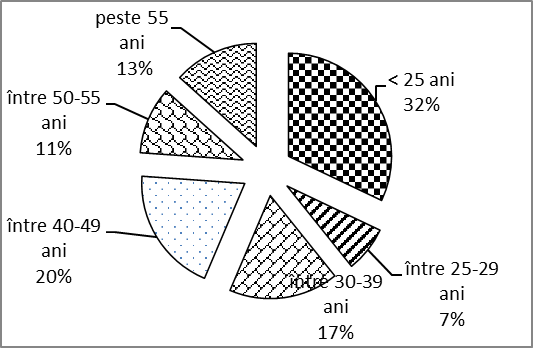 peste 55
ani
13%
< 25 ani
32%
între 50-55
ani
11%
între 40-49
ani
20%
între 30-39
ani
17%
între 25-29
ani
7%